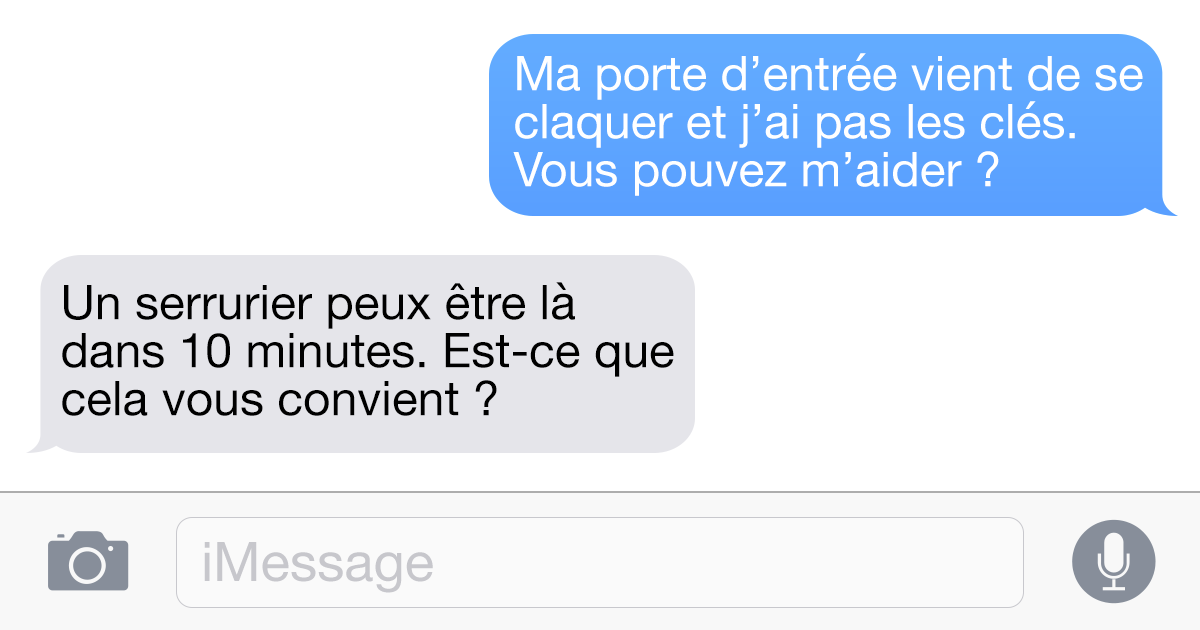 Ma porte d’entrée vient de se
claquer et j’ai pas les clés.
Vous pouvez m’aider ?
Un serrurier peux être là
dans 10 minutes. Est-ce que
cela vous convient ?
iMessage